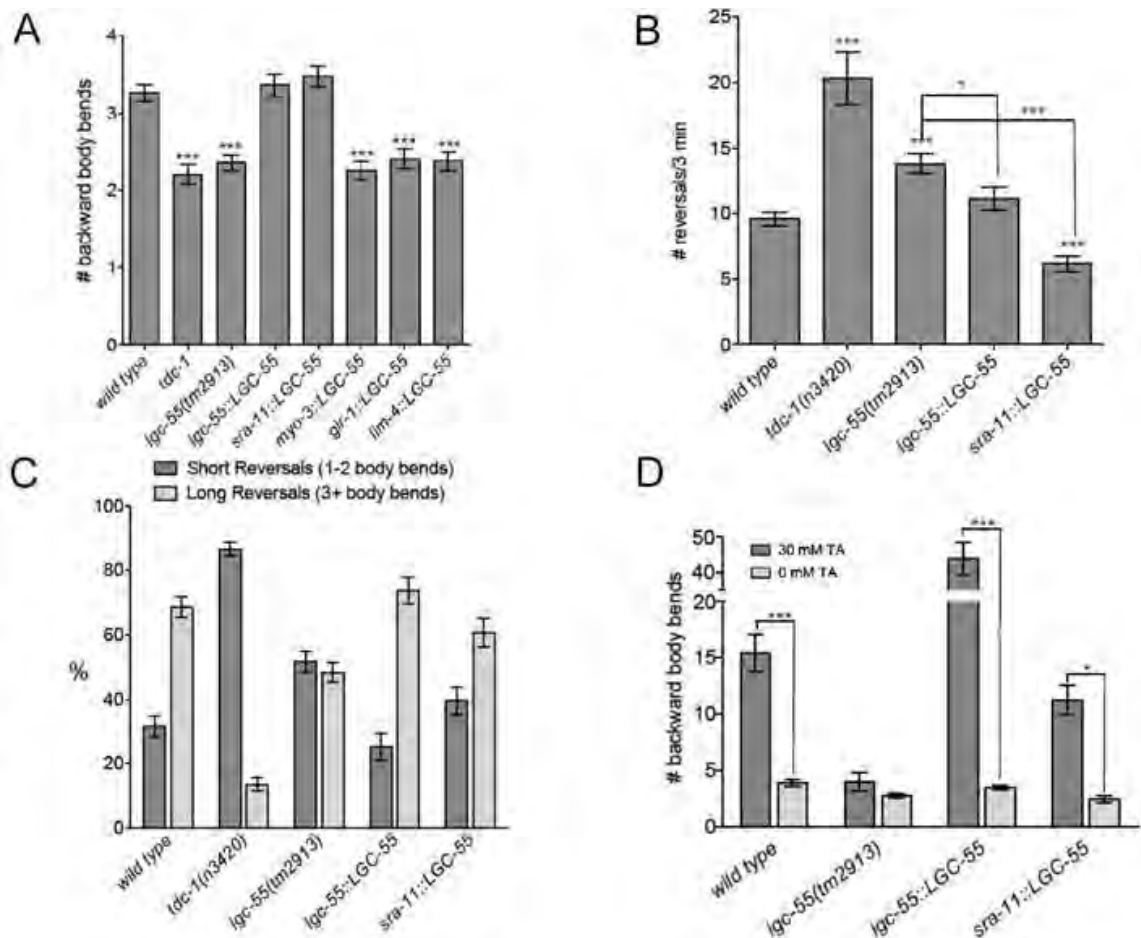 A
# backward body bends
4
3
2
1
0
*** *** *** *** ***
wild type
tdc-1
lgc-55(tm2913)
lgc-55::LGC-55
sra-11::LGC-55
myo-3::LGC-55
glr-1::LGC-55
lim-4::LGC-55
B
# reversals/3 min
25
20
15
10
5
0
***
*
***
***
***
wild type
tdc-1(n3420)
lgc-55(tm2913)
lgc-55::LGC-55
sra-11::LGC-55
C
Short Reversals (1-2 body bends)
Long Reversals (3+ body bends)
%
100
80
60
40
20
0
wild type
tdc-1(n3420)
lgc-55(tm2913)
lgc-55::LGC-55
sra-11::LGC-55
D
# backward body bends
30 mM TA
0 mM TA
50
40
20
15
10
5
0
***
***
*
wild type
lgc-55(tm2913)
lgc-55::LGC-55
sra-11::LGC-55